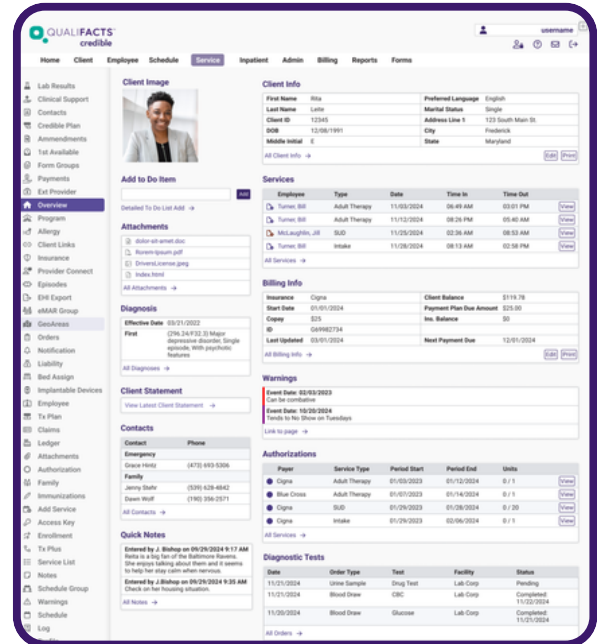 QUALIFACTS
credible
username
Home Client Employee Schedule Service Inpatient Admin Billing Reports Forms
Lab Results
Clinical Support
Contacts
Credible Plan
Ammendments
1st Available
Form Groups
Payments
Ext Provider
Overview
Program
Allergy
Client Links
Insurance
Provider Connect
Episodes
EHI Export
eMAR Group
GeoAreas
Orders
Notification
Liability
Bed Assign
Implantable Devices
Employee
Tx Plan
Claims
Ledger
Attachments
Authorization
Family
Immunizations
Add Service
Access Key
Enrollment
Tx Plus
Service List
Notes
Schedule Group
Warnings
Schedule
Log
Client Image
Add to Do Item
Add
Detailed To Do List Add →
Attachments
dolor-sit-amet.doc
Rorem-Ipsum.pdf
DriversLicense.jpeg
Index.html
All Attachments →
Diagnosis
Effective Date 03/21/2022
First (296.24/F32.3) Major
depressive disorder, Single
episode, With psychotic
features
All Diagnoses →
Client Statement
View Latest Client Statement →
Contacts
Contact Phone
Emergency
Grace Hintz (473) 693-5306
Family
Jenny Stehr (539) 628-4842
Dawn Wolf (190) 356-2571
All Contacts →
Quick Notes
Entered by J. Bishop on 09/29/2024 9:17 AM
Reita is a big fan of the Baltimore Ravens.
She enjoys talking about them and it seems
to help her stay calm when nervous.
Entered by J.Bishop on 09/29/2024 9:35 AM
Check on her housing situation.
All Notes →
Client Info
First Name Rita Preferred Language English
Last Name Leite Marital Status Single
Client ID 12345 Address Line 1 123 South Main St.
DOB 12/08/1991 City Frederick
Middle Initial E State Maryland
All Client Info → Edit Print
Services
Employee Type Date Time In Time Out
Turner, Bill Adult Therapy 11/03/2024 06:49 AM 03:01 PM View
Turner, Bill Adult Therapy 11/12/2024 08:26 PM 05:40 AM View
McLaughlin, Jill SUD 11/25/2024 02:36 AM 08:53 AM View
Turner, Bill Intake 11/28/2024 08:13 AM 02:58 PM View
All Services →
Billing Info
Insurance Cigna Client Balance $119.78
Start Date 01/01/2024 Payment Plan Due Amount $25.00
Copay $25 Ins. Balance $0
ID G69982734
Last Updated 03/01/2024 Next Payment Due 12/01/2024
All Billing Info → Edit Print
Warnings
Event Date: 02/03/2023
Can be combative
Event Date: 10/20/2024
Tends to No Show on Tuesdays
Link to page →
Authorizations
Payer Service Type Period Start Period End Units
Cigna Adult Therapy 01/03/2023 01/12/2024 0 / 1 View
Blue Cross Adult Therapy 01/07/2023 01/14/2024 0 / 1 View
Cigna SUD 01/29/2023 01/28/2024 0 / 20 View
Cigna Intake 01/29/2023 02/06/2024 0 / 1 View
All Services →
Diagnostic Tests
Date Order Type Test Facility Status
11/21/2024 Urine Sample Drug Test Lab Corp Pending
11/21/2024 Blood Draw CBC Lab Corp Completed
11/22/2024
11/20/2024 Blood Draw Glucose Lab Corp Completed
11/21/2024
All Orders →